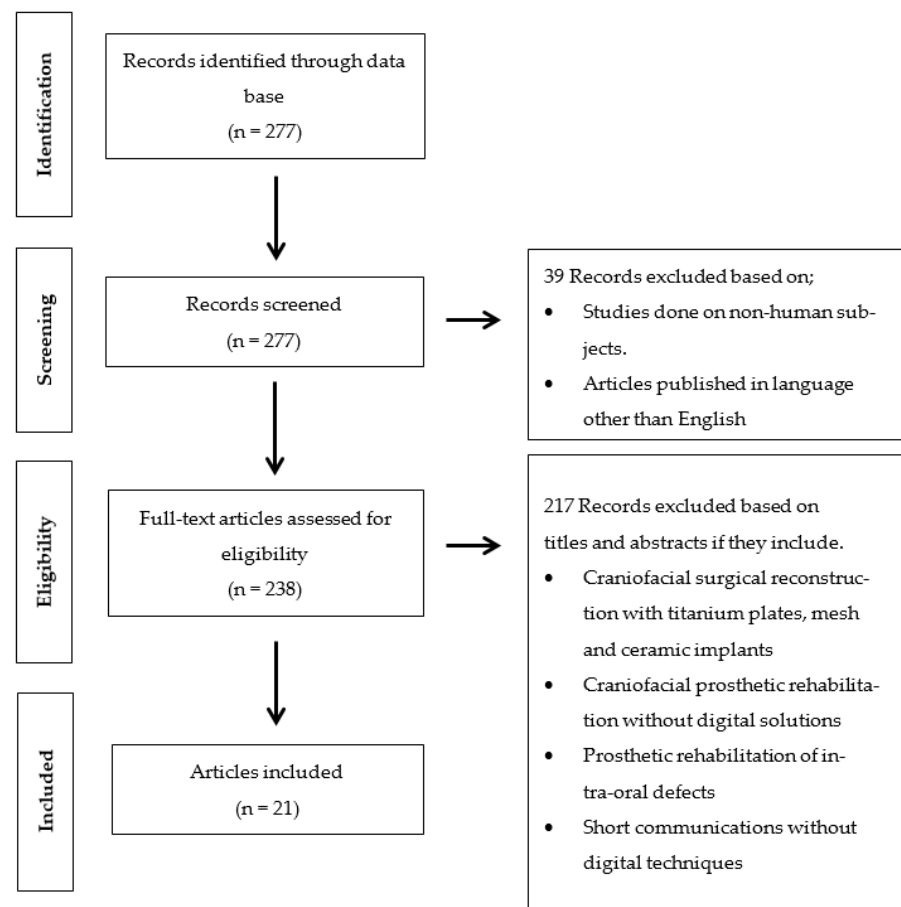 Identification
Records identified through data
base
(n = 277)
Screening
Records screened
(n = 277)
39 Records excluded based on;
• Studies done on non-human sub-
jects.
• Articles published in language
other than English
Eligibility
Full-text articles assessed for
eligibility
(n = 238)
217 Records excluded based on
titles and abstracts if they include.
• Craniofacial surgical reconstruc-
tion with titanium plates, mesh
and ceramic implants
• Craniofacial prosthetic rehabilita-
tion without digital solutions
• Prosthetic rehabilitation of in-
tra-oral defects
• Short communications without
digital techniques
Included
Articles included
(n = 21)